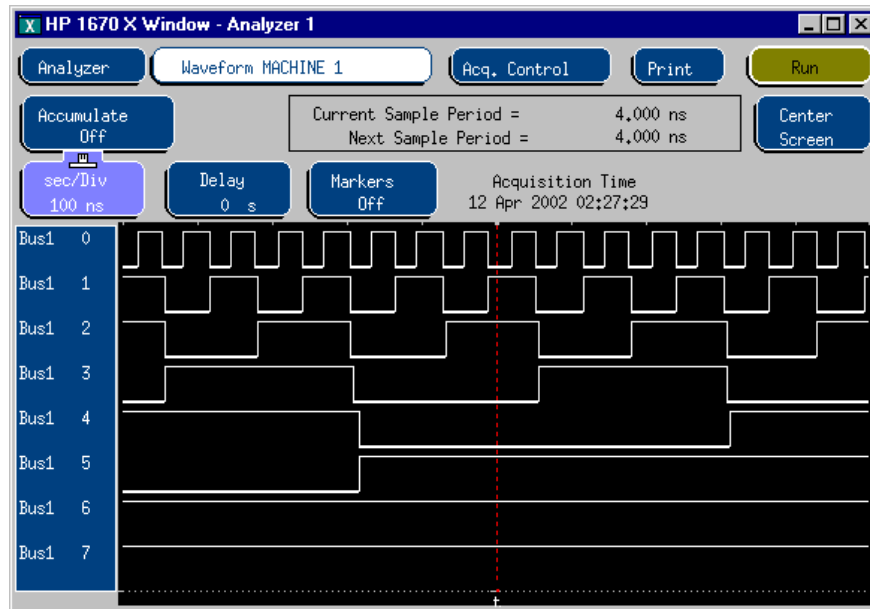 X HP 1670 X Window - Analyzer 1
Analyzer Waveform MACHINE 1 Acq. Control Print Run
Accumulate
Off
Current Sample Period = 4.000 ns
Next Sample Period = 4.000 ns
Center
Screen
sec/Div
100 ns
Delay
0 s
Markers
Off
Acquisition Time
12 Apr 2002 02:27:29
Bus1 0
Bus1 1
Bus1 2
Bus1 3
Bus1 4
Bus1 5
Bus1 6
Bus1 7
t